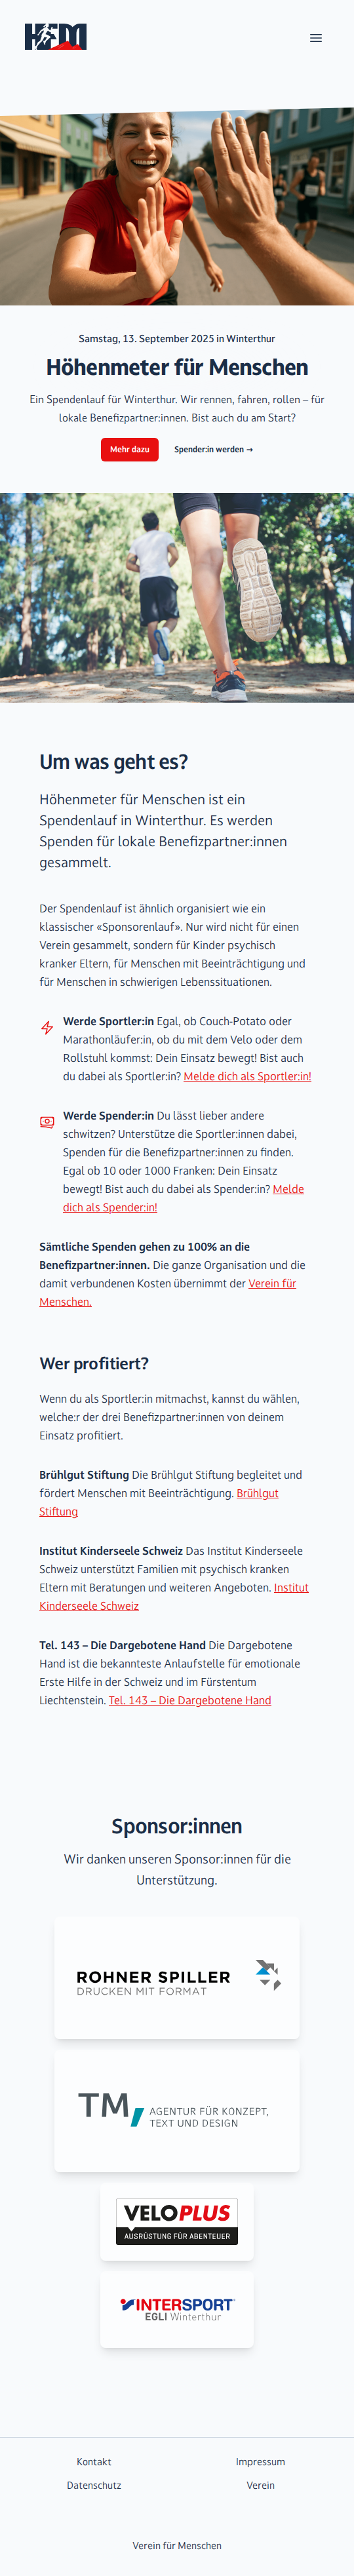 HFM
Samstag, 13. September 2025 in Winterthur
Höhenmeter für Menschen
Ein Spendenlauf für Winterthur. Wir rennen, fahren, rollen – für
lokale Benefizpartner:innen. Bist auch du am Start?
Mehr dazu
Spender:in werden →
Um was geht es?
Höhenmeter für Menschen ist ein
Spendenlauf in Winterthur. Es werden
Spenden für lokale Benefizpartner:innen
gesammelt.
Der Spendenlauf ist ähnlich organisiert wie ein
klassischer «Sponsorenlauf». Nur wird nicht für einen
Verein gesammelt, sondern für Kinder psychisch
kranker Eltern, für Menschen mit Beeinträchtigung und
für Menschen in schwierigen Lebenssituationen.
Werde Sportler:in Egal, ob Couch-Potato oder
Marathonläufer:in, ob du mit dem Velo oder dem
Rollstuhl kommst: Dein Einsatz bewegt! Bist auch
du dabei als Sportler:in? Melde dich als Sportler:in!
Werde Spender:in Du lässt lieber andere
schwitzen? Unterstütze die Sportler:innen dabei,
Spenden für die Benefizpartner:innen zu finden.
Egal ob 10 oder 1000 Franken: Dein Einsatz
bewegt! Bist auch du dabei als Spender:in? Melde
dich als Spender:in!
Sämtliche Spenden gehen zu 100% an die
Benefizpartner:innen. Die ganze Organisation und die
damit verbundenen Kosten übernimmt der Verein für
Menschen.
Wer profitiert?
Wenn du als Sportler:in mitmachst, kannst du wählen,
welche:r der drei Benefizpartner:innen von deinem
Einsatz profitiert.
Brühlgut Stiftung Die Brühlgut Stiftung begleitet und
fördert Menschen mit Beeinträchtigung. Brühlgut
Stiftung
Institut Kinderseele Schweiz Das Institut Kinderseele
Schweiz unterstützt Familien mit psychisch kranken
Eltern mit Beratungen und weiteren Angeboten. Institut
Kinderseele Schweiz
Tel. 143 – Die Dargebotene Hand Die Dargebotene
Hand ist die bekannteste Anlaufstelle für emotionale
Erste Hilfe in der Schweiz und im Fürstentum
Liechtenstein. Tel. 143 – Die Dargebotene Hand
Sponsor:innen
Wir danken unseren Sponsor:innen für die
Unterstützung.
ROHNER SPILLER
DRUCKEN MIT FORMAT
TM, AGENTUR FÜR KONZEPT,
TEXT UND DESIGN
VELOPLUS
AUSRÜSTUNG FÜR ABENTEUER
INTERSPORT
EGLI Winterthur
Kontakt
Impressum
Datenschutz
Verein
Verein für Menschen